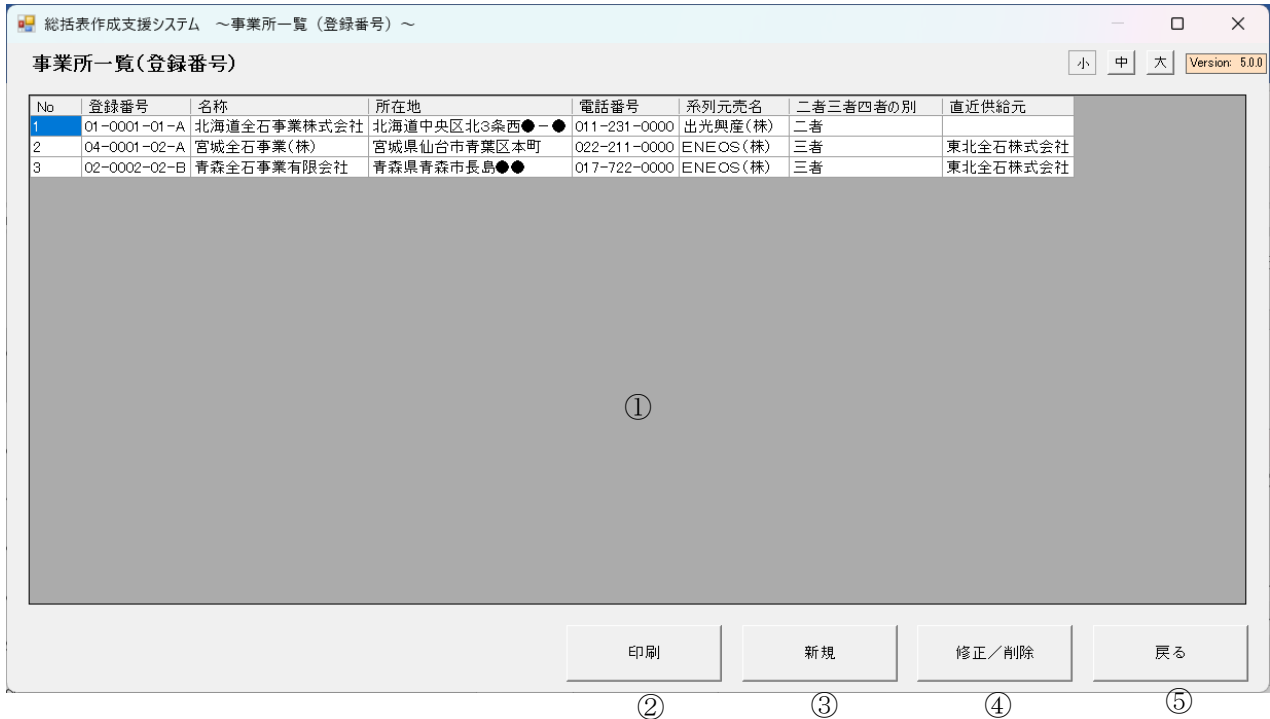 総括表作成支援システム　～事業所一覧（登録番号）～
事業所一覧(登録番号)
小 中 大 Version: 5.0.0
No 登録番号 名称 所在地 電話番号 系列元売名 二者三者四者の別 直近供給元
1 01-0001-01-A 北海道全石事業株式会社 北海道中央区北3条西●－● 011-231-0000 出光興産(株) 二者
2 04-0001-02-A 宮城全石事業(株) 宮城県仙台市青葉区本町 022-211-0000 ＥＮＥＯＳ(株) 三者 東北全石株式会社
3 02-0002-02-B 青森全石事業有限会社 青森県青森市長島●● 017-722-0000 ＥＮＥＯＳ(株) 三者 東北全石株式会社
①
印刷 新規 修正／削除 戻る
② ③ ④ ⑤